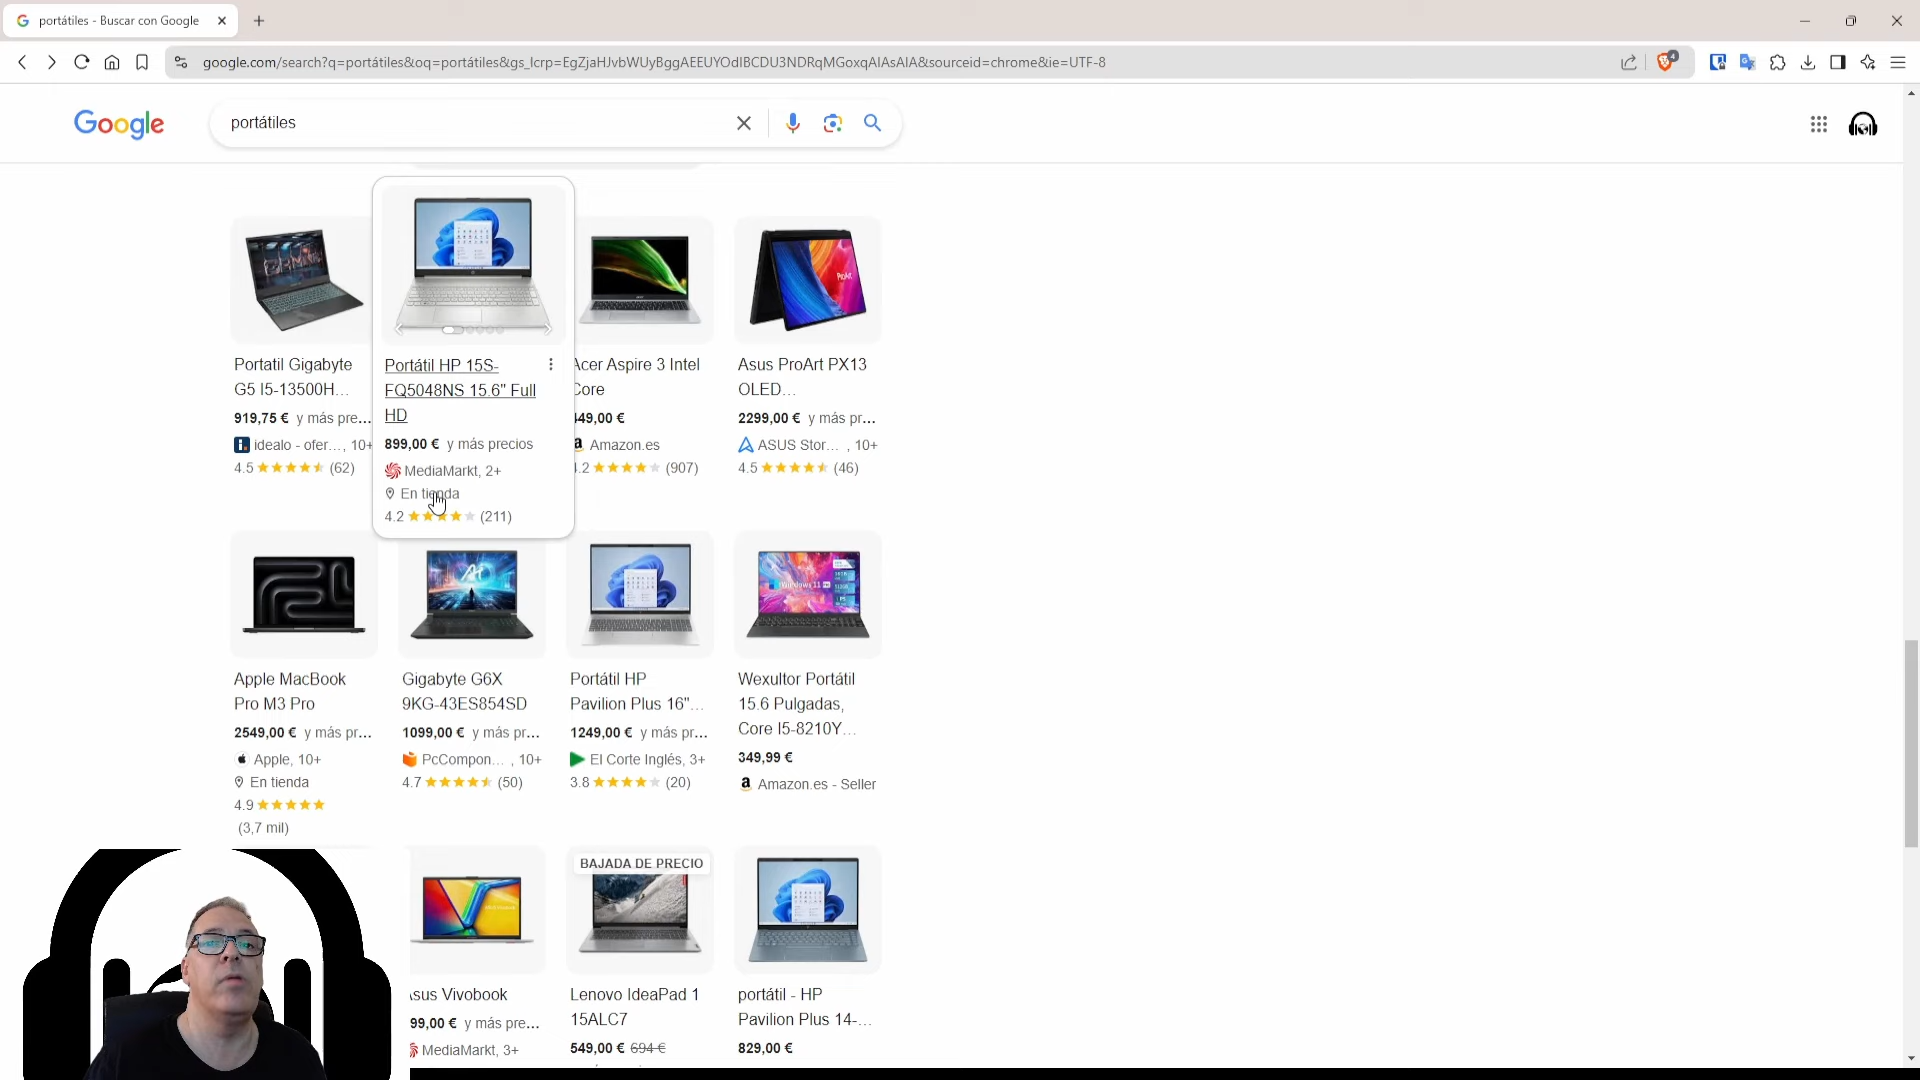 portátiles - Buscar con Google
google.com/search?q=portátiles&oq=portátiles&gs_lcrp=EgZjaHJvbWUyBggAEEUYOdIBCDU3NDRqMGoxqAIAsAIA&sourceid=chrome&ie=UTF-8
4
Google
portátiles
Portatil Gigabyte
G5 I5-13500H...
919,75 € y más pre...
idealo - ofer..., 10+
4.5 (62)
Portátil HP 15S-
FQ5048NS 15.6" Full
HD
899,00 € y más precios
MediaMarkt, 2+
En tienda
4.2 (211)
Acer Aspire 3 Intel
Core
449,00 €
Amazon.es
4.2 (907)
ProArt
Asus ProArt PX13
OLED...
2299,00 € y más pr...
ASUS Stor... , 10+
4.5 (46)
Apple MacBook
Pro M3 Pro
2549,00 € y más pr...
Apple, 10+
En tienda
4.9
(3,7 mil)
Gigabyte G6X
9KG-43ES854SD
1099,00 € y más pr...
PcCompon... , 10+
4.7 (50)
Portátil HP
Pavilion Plus 16"...
1249,00 € y más pr...
El Corte Inglés, 3+
3.8 (20)
Windows 11
Wexultor Portátil
15.6 Pulgadas,
Core I5-8210Y...
349,99 €
Amazon.es - Seller
sus Vivobook
99,00 € y más pre...
MediaMarkt, 3+
BAJADA DE PRECIO
Lenovo IdeaPad 1
15ALC7
549,00 € 694 €
portátil - HP
Pavilion Plus 14-...
829,00 €